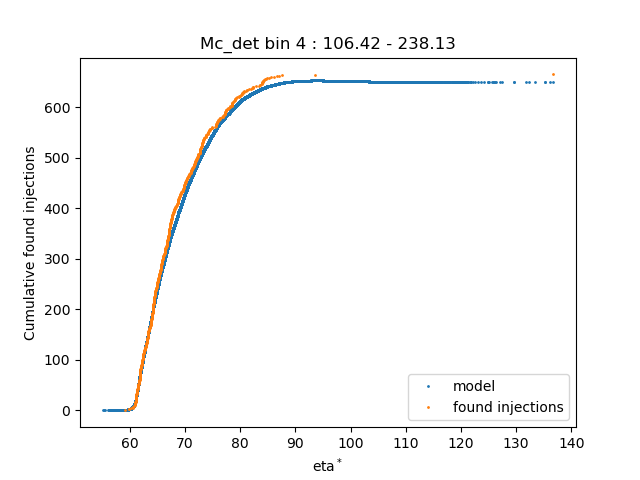 Mc_det bin 4 : 106.42 - 238.13
Cumulative found injections
600
500
400
300
200
100
0
model
found injections
60 70 80 90 100 110 120 130 140
eta*